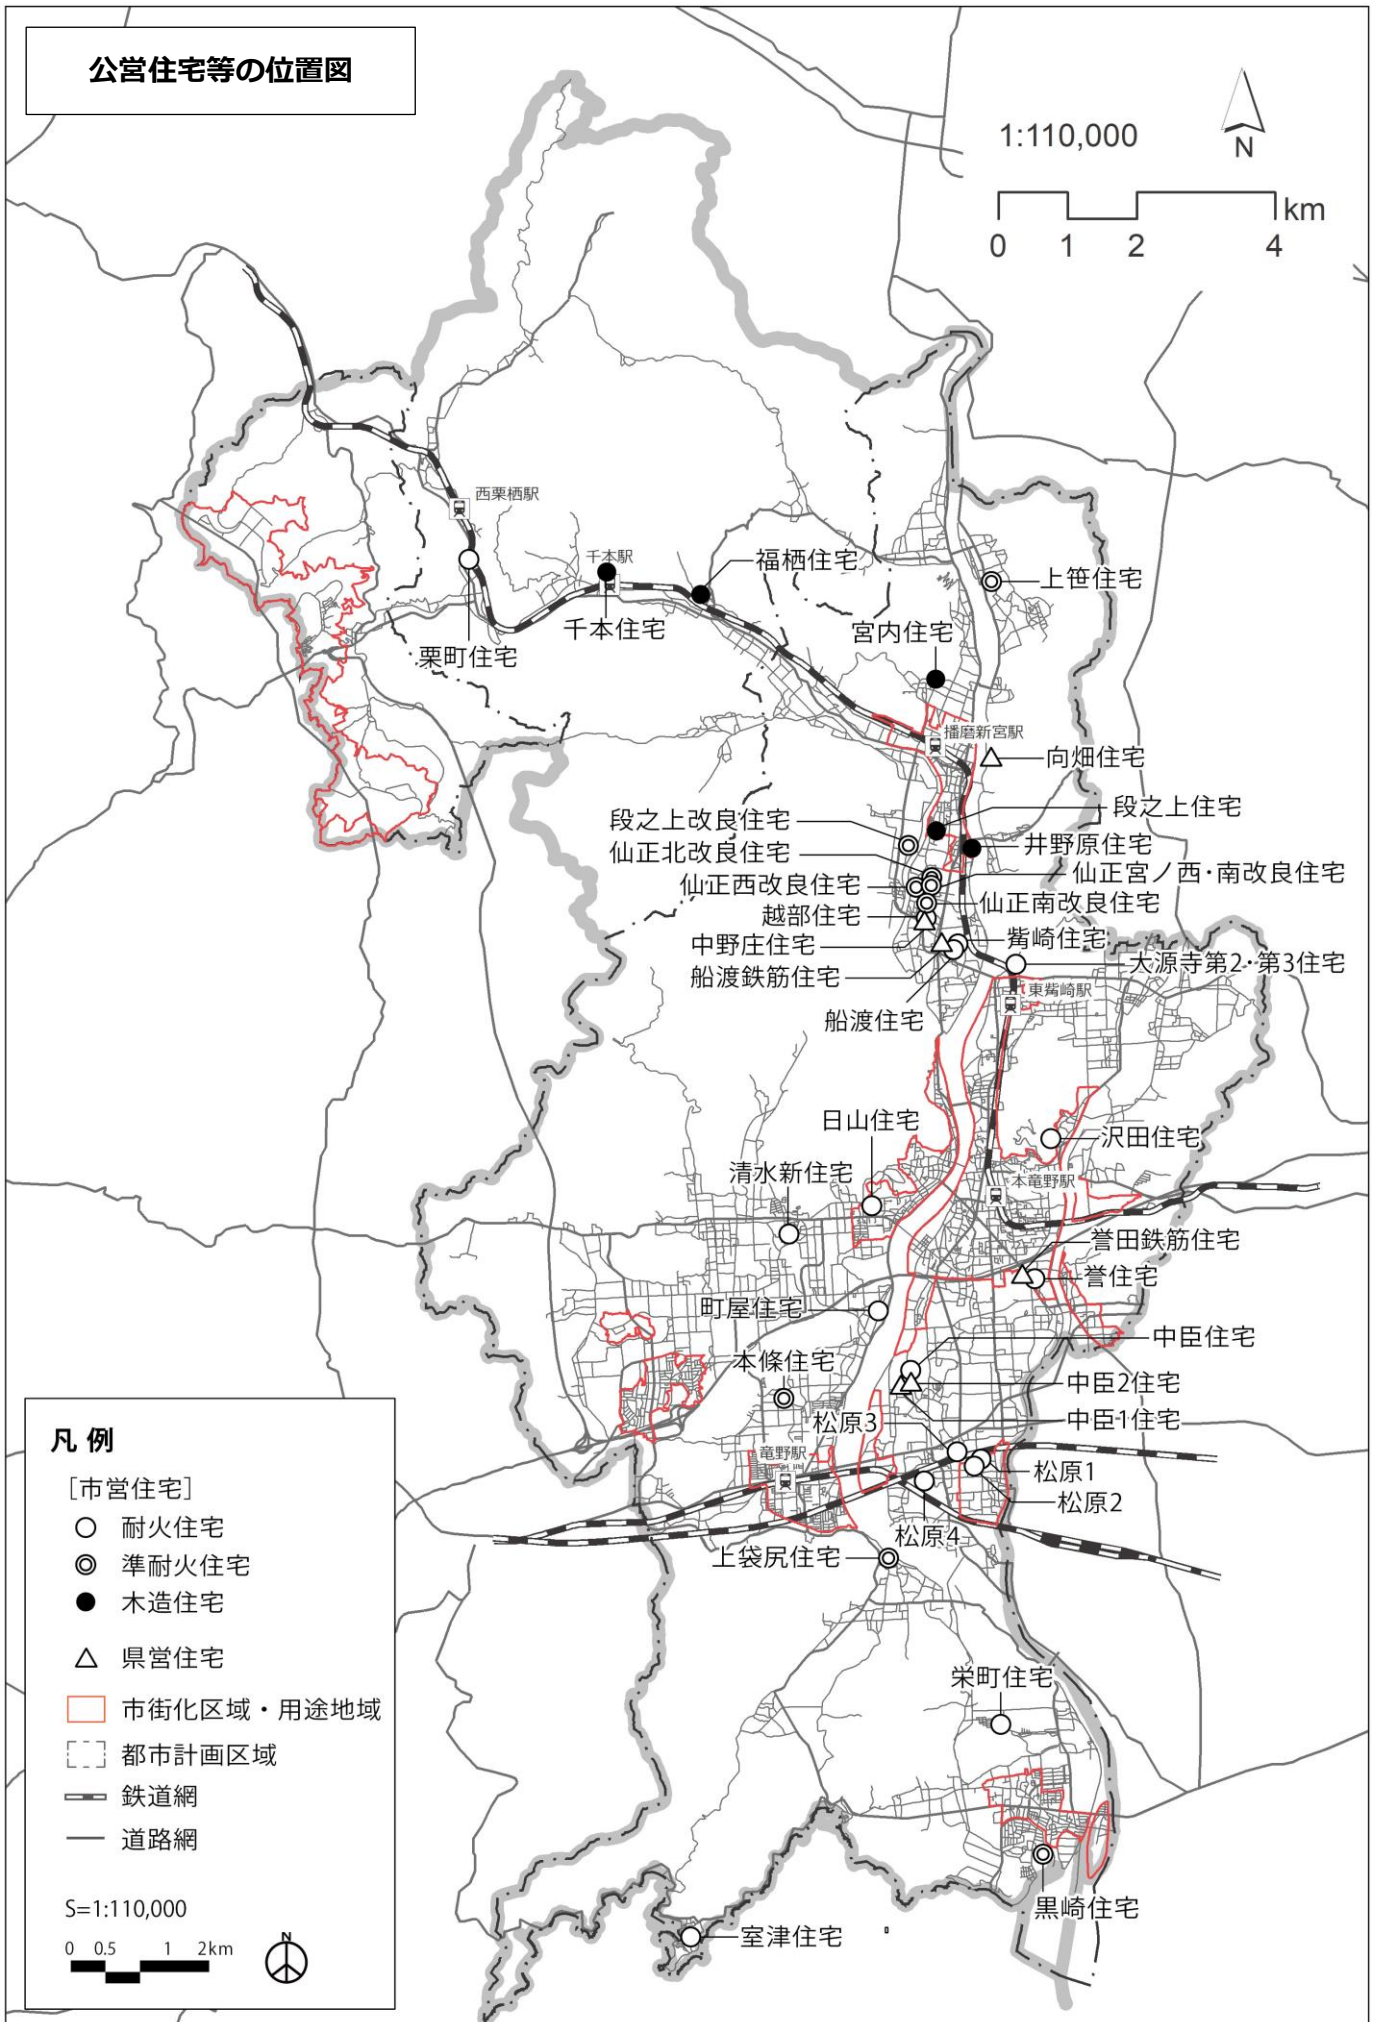 公営住宅等の位置図
1:110,000
N
km
0 1 2 4
西栗栖駅
千本駅
福栖住宅
上笹住宅
千本住宅
宮内住宅
栗町住宅
播磨新宮駅
向畑住宅
段之上住宅
段之上改良住宅
井野原住宅
仙正北改良住宅
仙正宮ノ西・南改良住宅
仙正西改良住宅
仙正南改良住宅
越部住宅
觜崎住宅
中野庄住宅
大源寺第2・第3住宅
船渡鉄筋住宅
東觜崎駅
船渡住宅
日山住宅
沢田住宅
清水新住宅
本竜野駅
誉田鉄筋住宅
誉住宅
町屋住宅
中臣住宅
本條住宅
中臣2住宅
中臣1住宅
松原3
竜野駅
松原1
松原2
松原4
上袋尻住宅
栄町住宅
黒崎住宅
室津住宅
凡 例
［市営住宅］
耐火住宅
準耐火住宅
木造住宅
県営住宅
市街化区域・用途地域
都市計画区域
鉄道網
道路網
S=1:110,000
0 0.5 1 2km
N